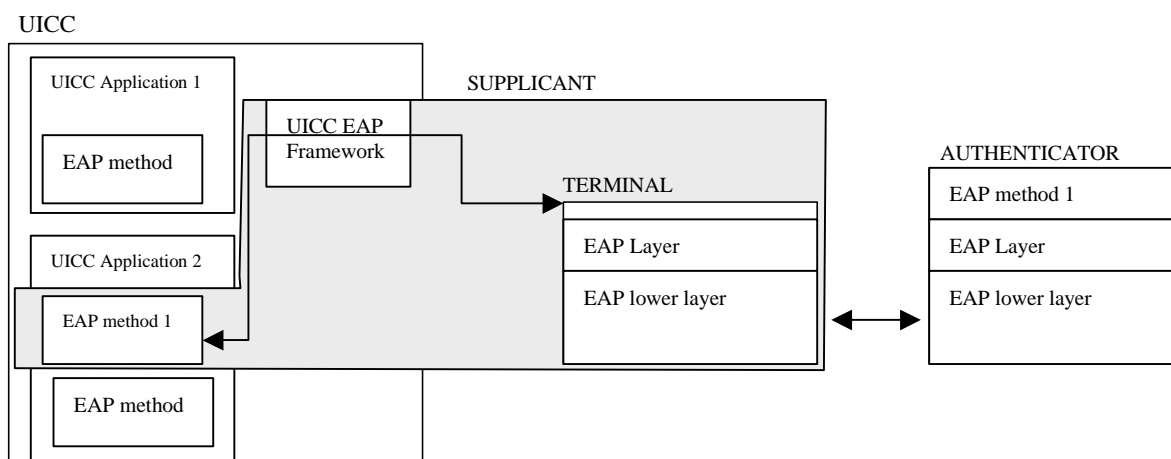 UICC
UICC Application 1
EAP method
UICC EAP
Framework
SUPPLICANT
TERMINAL
EAP Layer
EAP lower layer
UICC Application 2
EAP method 1
EAP method
AUTHENTICATOR
EAP method 1
EAP Layer
EAP lower layer